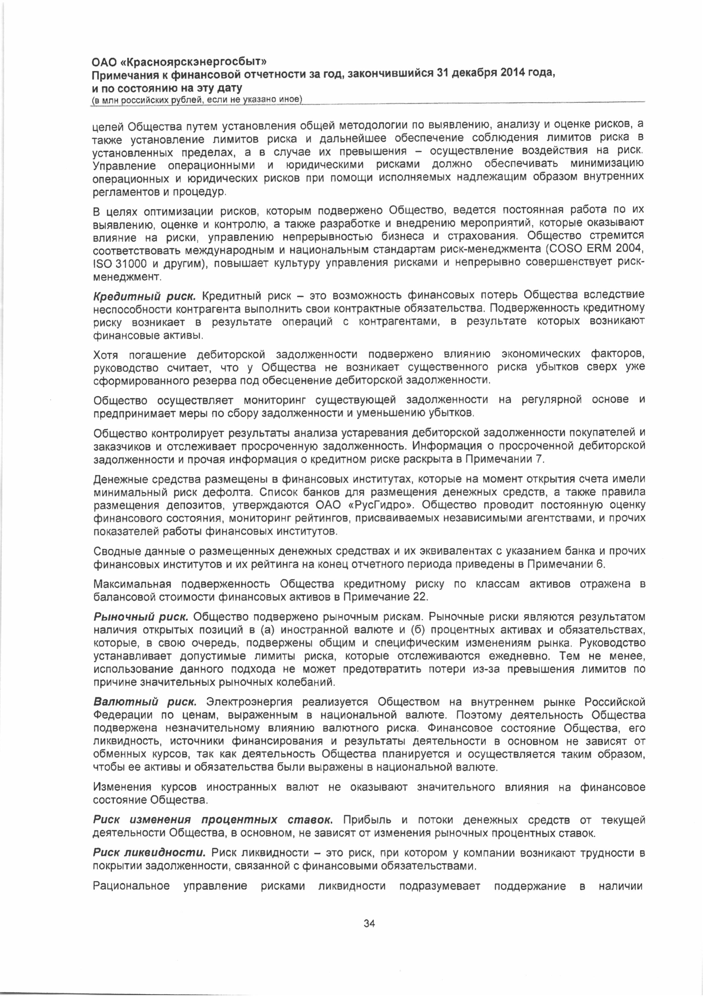 ОАО «Красноярскэнергосбыт»
Примечания к финансовой отчетности за год, закончившийся 31 декабря 2014 года,
и по состоянию на эту дату
(в млн российских рублей, если не указано иное)
целей Общества путем установления общей методологии по выявлению, анализу и оценке рисков, а
также установление лимитов риска и дальнейшее обеспечение соблюдения лимитов риска в
установленных пределах, а в случае их превышения – осуществление воздействия на риск.
Управление операционными и юридическими рисками должно обеспечивать минимизацию
операционных и юридических рисков при помощи исполняемых надлежащим образом внутренних
регламентов и процедур.
В целях оптимизации рисков, которым подвержено Общество, ведется постоянная работа по их
выявлению, оценке и контролю, а также разработке и внедрению мероприятий, которые оказывают
влияние на риски, управлению непрерывностью бизнеса и страхования. Общество стремится
соответствовать международным и национальным стандартам риск-менеджмента (COSO ERM 2004,
ISO 31000 и другим), повышает культуру управления рисками и непрерывно совершенствует риск-
менеджмент.
Кредитный риск. Кредитный риск – это возможность финансовых потерь Общества вследствие
неспособности контрагента выполнить свои контрактные обязательства. Подверженность кредитному
риску возникает в результате операций с контрагентами, в результате которых возникают
финансовые активы.
Хотя погашение дебиторской задолженности подвержено влиянию экономических факторов,
руководство считает, что у Общества не возникает существенного риска убытков сверх уже
сформированного резерва под обесценение дебиторской задолженности.
Общество осуществляет мониторинг существующей задолженности на регулярной основе и
предпринимает меры по сбору задолженности и уменьшению убытков.
Общество контролирует результаты анализа устаревания дебиторской задолженности покупателей и
заказчиков и отслеживает просроченную задолженность. Информация о просроченной дебиторской
задолженности и прочая информация о кредитном риске раскрыта в Примечании 7.
Денежные средства размещены в финансовых институтах, которые на момент открытия счета имели
минимальный риск дефолта. Список банков для размещения денежных средств, а также правила
размещения депозитов, утверждаются ОАО «РусГидро». Общество проводит постоянную оценку
финансового состояния, мониторинг рейтингов, присваиваемых независимыми агентствами, и прочих
показателей работы финансовых институтов.
Сводные данные о размещенных денежных средствах и их эквивалентах с указанием банка и прочих
финансовых институтов и их рейтинга на конец отчетного периода приведены в Примечании 6.
Максимальная подверженность Общества кредитному риску по классам активов отражена в
балансовой стоимости финансовых активов в Примечание 22.
Рыночный риск. Общество подвержено рыночным рискам. Рыночные риски являются результатом
наличия открытых позиций в (а) иностранной валюте и (б) процентных активах и обязательствах,
которые, в свою очередь, подвержены общим и специфическим изменениям рынка. Руководство
устанавливает допустимые лимиты риска, которые отслеживаются ежедневно. Тем не менее,
использование данного подхода не может предотвратить потери из-за превышения лимитов по
причине значительных рыночных колебаний.
Валютный риск. Электроэнергия реализуется Обществом на внутреннем рынке Российской
Федерации по ценам, выраженным в национальной валюте. Поэтому деятельность Общества
подвержена незначительному влиянию валютного риска. Финансовое состояние Общества, его
ликвидность, источники финансирования и результаты деятельности в основном не зависят от
обменных курсов, так как деятельность Общества планируется и осуществляется таким образом,
чтобы ее активы и обязательства были выражены в национальной валюте.
Изменения курсов иностранных валют не оказывают значительного влияния на финансовое
состояние Общества.
Риск изменения процентных ставок. Прибыль и потоки денежных средств от текущей
деятельности Общества, в основном, не зависят от изменения рыночных процентных ставок.
Риск ликвидности. Риск ликвидности – это риск, при котором у компании возникают трудности в
покрытии задолженности, связанной с финансовыми обязательствами.
Рациональное управление рисками ликвидности подразумевает поддержание в наличии
34